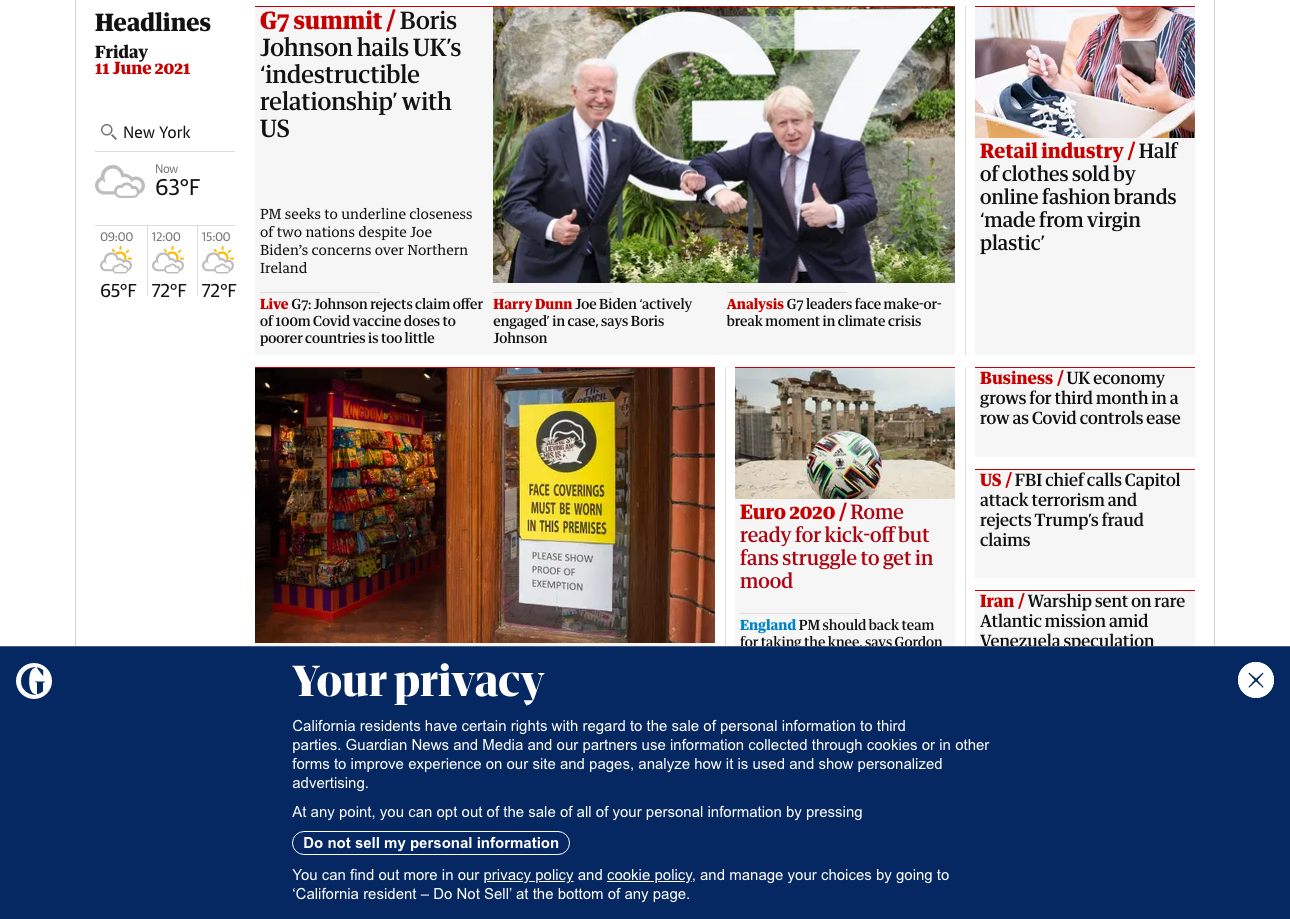 Headlines
Friday
11 June 2021
New York
Now
63°F
09:00
12:00
15:00
65°F
72°F
72°F
G7 summit / Boris
Johnson hails UK’s
‘indestructible
relationship’ with
US
PM seeks to underline closeness
of two nations despite Joe
Biden’s concerns over Northern
Ireland
G7
Live G7: Johnson rejects claim offer
of 100m Covid vaccine doses to
poorer countries is too little
Harry Dunn Joe Biden ‘actively
engaged’ in case, says Boris
Johnson
Analysis G7 leaders face make-or-
break moment in climate crisis
Retail industry / Half
of clothes sold by
online fashion brands
‘made from virgin
plastic’
KINGDOM of SWEETS
PENCIL
FACE COVERINGS
MUST BE WORN
IN THIS PREMISES
PLEASE SHOW
PROOF OF
EXEMPTION
Euro 2020 / Rome
ready for kick-off but
fans struggle to get in
mood
England PM should back team
for taking the knee, says Gordon
Business / UK economy
grows for third month in a
row as Covid controls ease
US / FBI chief calls Capitol
attack terrorism and
rejects Trump’s fraud
claims
Iran / Warship sent on rare
Atlantic mission amid
Venezuela speculation
G
Your privacy
California residents have certain rights with regard to the sale of personal information to third
parties. Guardian News and Media and our partners use information collected through cookies or in other
forms to improve experience on our site and pages, analyze how it is used and show personalized
advertising.
At any point, you can opt out of the sale of all of your personal information by pressing
Do not sell my personal information
You can find out more in our privacy policy and cookie policy, and manage your choices by going to
‘California resident – Do Not Sell’ at the bottom of any page.